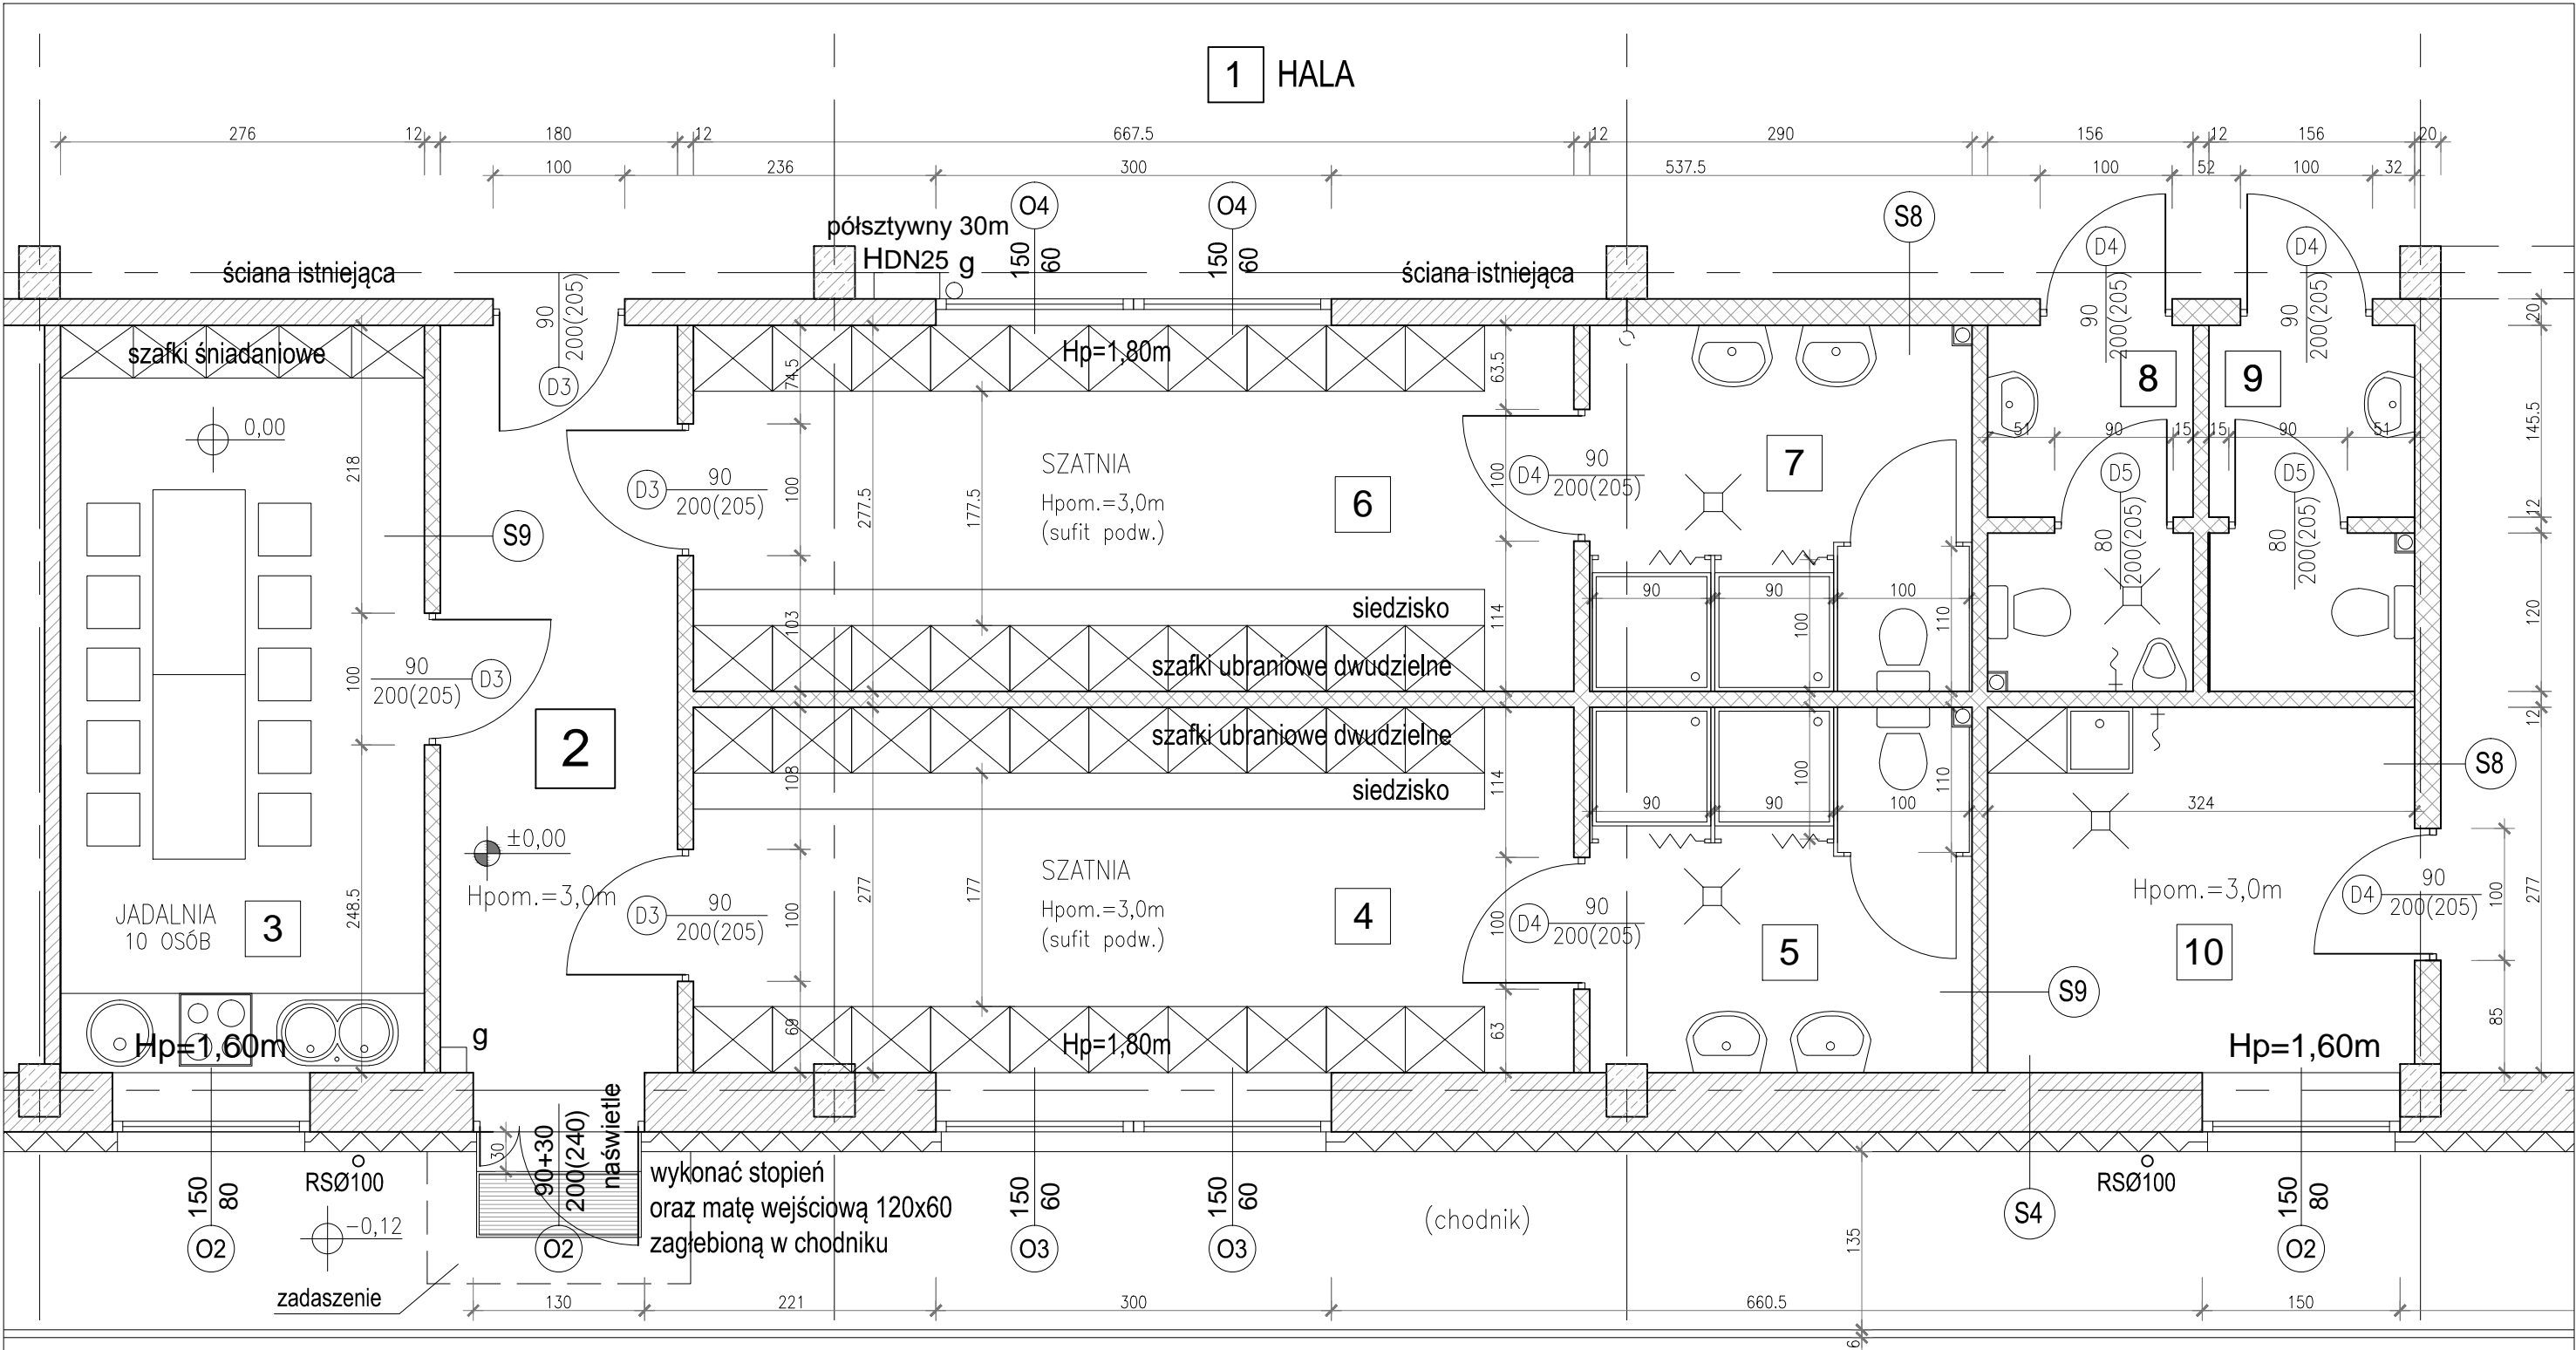 1 HALA
276 12 180 12 667.5 12 290 156 12 156 20
100 236 300 537.5 100 52 100 32
O4 O4 S8
półsztywny 30m
HDN25 g
150 60
150 60
ściana istniejąca
ściana istniejąca
D4 90 200(205)
D4 90 200(205)
90 200(205) D3
szafki śniadaniowe
Hp=1,80m
8 9
20
74.5
63.5
0,00
51 90 15 15 90 51
145.5
SZATNIA
Hpom.=3,0m
(sufit podw.)
6
7
D3 90
200(205)
D4 90
200(205)
D5 80 200(205)
D5 80 200(205)
218
100
277.5
177.5
100
12
S9
90 90 100
103
114
100
110
120
siedzisko
szafki ubraniowe dwudzielne
90
200(205) D3
100
2
szafki ubraniowe dwudzielne
siedzisko
108
114
100
110
12
S8
90 90 100 324
±0,00
Hpom.=3,0m
SZATNIA
Hpom.=3,0m
(sufit podw.)
4
5
D3 90
200(205)
D4 90
200(205)
Hpom.=3,0m
D4 90
200(205)
100
277
JADALNIA
10 OSÓB
3
248.5
100
277
177
100
10
S9
69
63
85
Hp=1,60m
g
Hp=1,80m
Hp=1,60m
RSØ100
-0,12
150 80
O2
30
90+30
200(240)
naświetle
O2
wykonać stopień
oraz matę wejściową 120x60
zagłebioną w chodniku
150 60
O3
150 60
O3
(chodnik)
135
S4
RSØ100
150 80
O2
zadaszenie
130 221 300 660.5 150
6